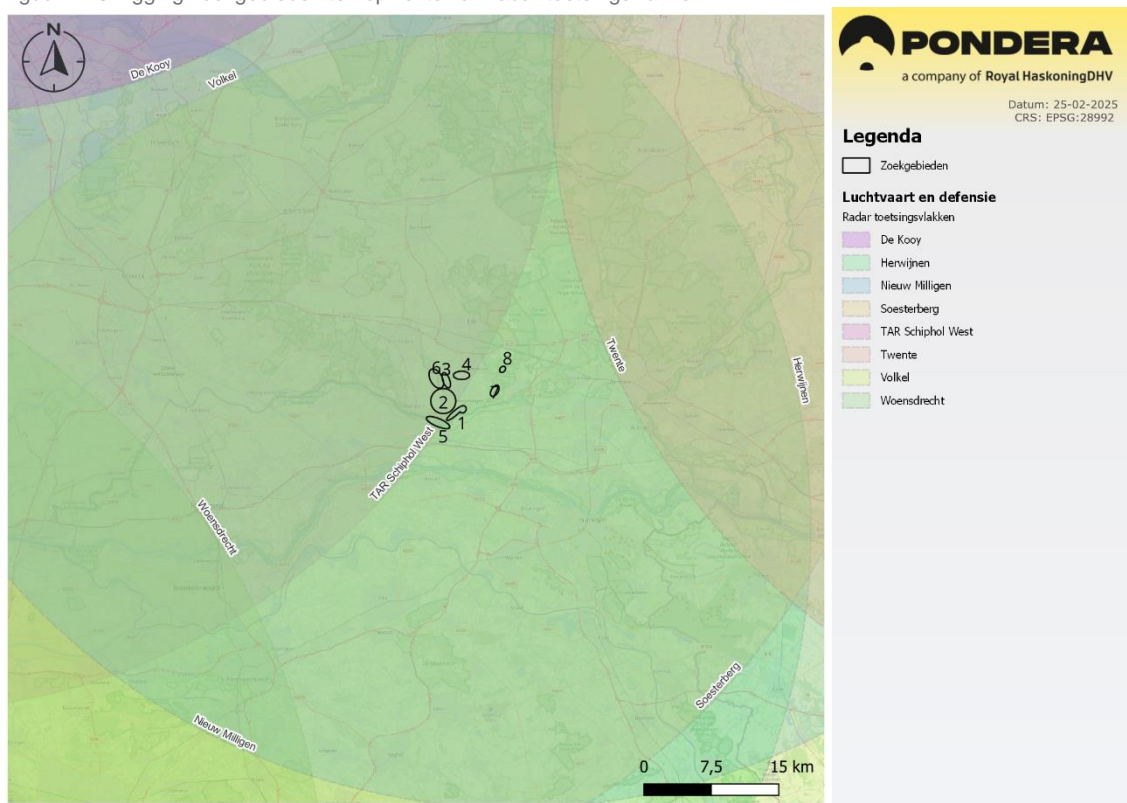 N
De Kooy
Volkel
Twente
Herwijnen
8
63 4
2
1
5
TAR Schiphol West
Woensdrecht
Soesterberg
Nieuw Milligen
0 7,5 15 km
PONDERA
a company of Royal HaskoningDHV
Datum: 25-02-2025
CRS: EPSG:28992
Legenda
Zoekgebieden
Luchtvaart en defensie
Radar toetsingsvlakken
De Kooy
Herwijnen
Nieuw Milligen
Soesterberg
TAR Schiphol West
Twente
Volkel
Woensdrecht